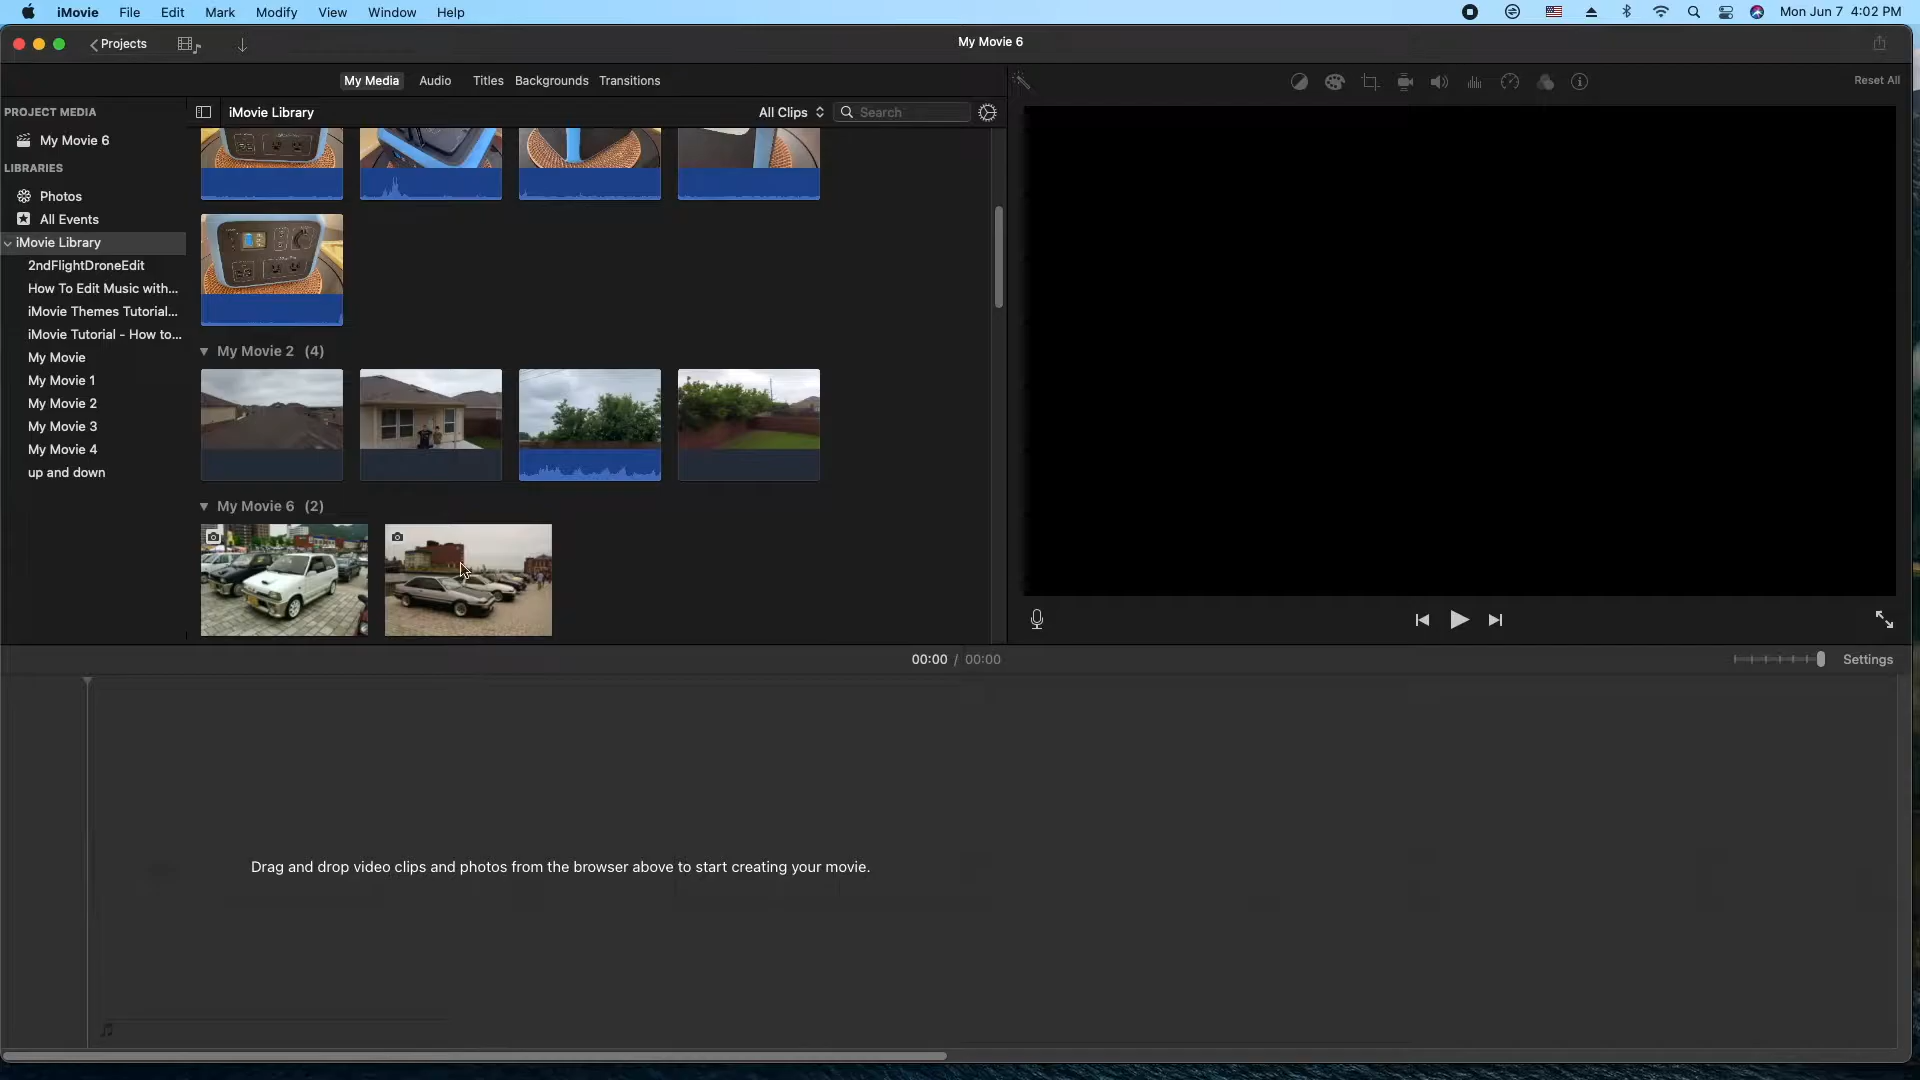 iMovie File Edit Mark Modify View Window Help Mon Jun 7 4:02 PM
Projects My Movie 6
My Media Audio Titles Backgrounds Transitions Reset All
PROJECT MEDIA
My Movie 6
LIBRARIES
Photos
All Events
iMovie Library
2ndFlightDroneEdit
How To Edit Music with...
iMovie Themes Tutorial...
iMovie Tutorial - How to...
My Movie
My Movie 1
My Movie 2
My Movie 3
My Movie 4
up and down
iMovie Library All Clips Search
My Movie 2 (4)
My Movie 6 (2)
00:00 / 00:00 Settings
Drag and drop video clips and photos from the browser above to start creating your movie.